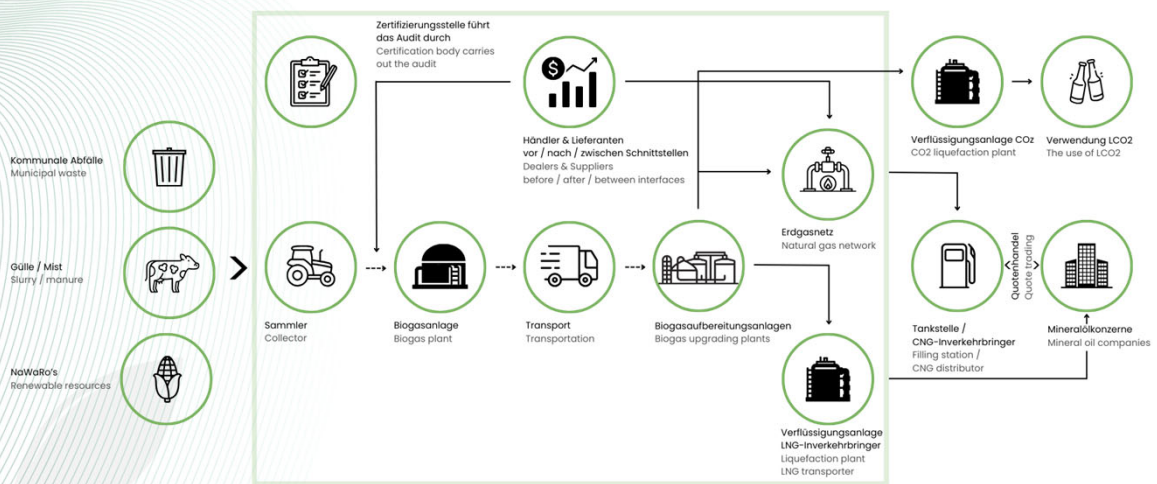 Zertifizierungsstelle führt
das Audit durch
Certification body carries
out the audit
Kommunale Abfälle
Municipal waste
Gülle / Mist
Slurry / manure
NaWaRo's
Renewable resources
Händler & Lieferanten
vor / nach / zwischen Schnittstellen
Dealers & Suppliers
before / after / between interfaces
Verflüssigungsanlage COz
CO2 liquefaction plant
Verwendung LCO2
The use of LCO2
Erdgasnetz
Natural gas network
Sammler
Collector
Biogasanlage
Biogas plant
Transport
Transportation
Biogasaufbereitungsanlagen
Biogas upgrading plants
Verflüssigungsanlage
LNG-Inverkehrbringer
Liquefaction plant
LNG transporter
Tankstelle /
CNG-Inverkehrbringer
Filling station /
CNG distributor
Quotenhandel
Quote trading
Mineralölkonzerne
Mineral oil companies